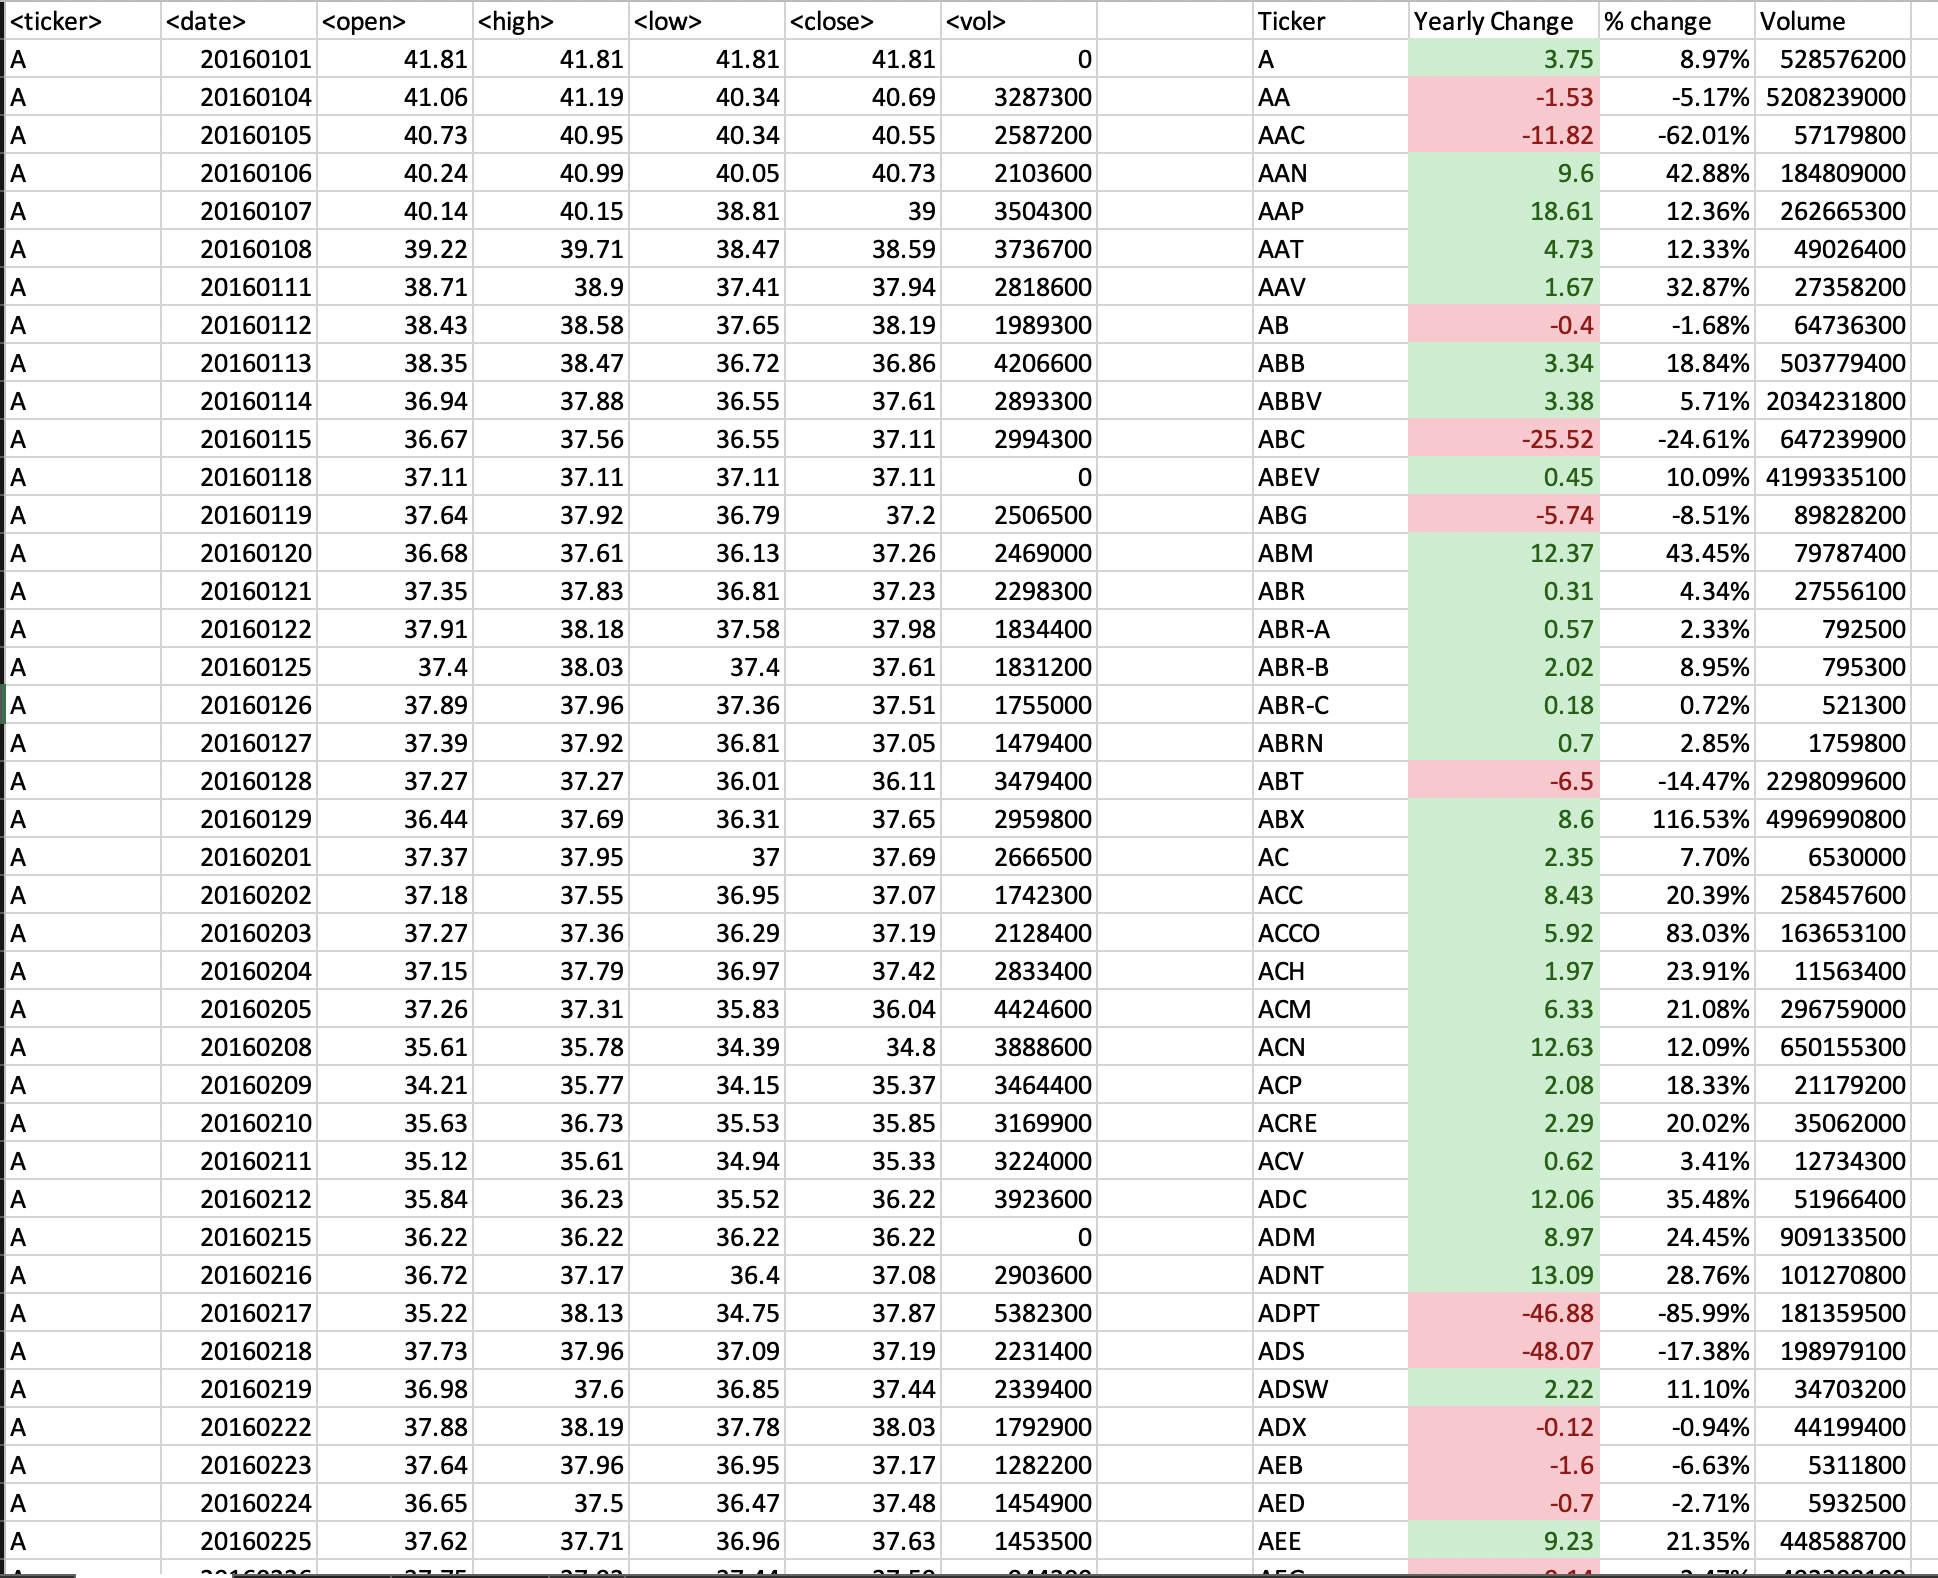 <ticker> <date> <open> <high> <low> <close> <vol> Ticker Yearly Change % change Volume
A 20160101 41.81 41.81 41.81 41.81 0 A 3.75 8.97% 528576200
A 20160104 41.06 41.19 40.34 40.69 3287300 AA -1.53 -5.17% 5208239000
A 20160105 40.73 40.95 40.34 40.55 2587200 AAC -11.82 -62.01% 57179800
A 20160106 40.24 40.99 40.05 40.73 2103600 AAN 9.6 42.88% 184809000
A 20160107 40.14 40.15 38.81 39 3504300 AAP 18.61 12.36% 262665300
A 20160108 39.22 39.71 38.47 38.59 3736700 AAT 4.73 12.33% 49026400
A 20160111 38.71 38.9 37.41 37.94 2818600 AAV 1.67 32.87% 27358200
A 20160112 38.43 38.58 37.65 38.19 1989300 AB -0.4 -1.68% 64736300
A 20160113 38.35 38.47 36.72 36.86 4206600 ABB 3.34 18.84% 503779400
A 20160114 36.94 37.88 36.55 37.61 2893300 ABBV 3.38 5.71% 2034231800
A 20160115 36.67 37.56 36.55 37.11 2994300 ABC -25.52 -24.61% 647239900
A 20160118 37.11 37.11 37.11 37.11 0 ABEV 0.45 10.09% 4199335100
A 20160119 37.64 37.92 36.79 37.2 2506500 ABG -5.74 -8.51% 89828200
A 20160120 36.68 37.61 36.13 37.26 2469000 ABM 12.37 43.45% 79787400
A 20160121 37.35 37.83 36.81 37.23 2298300 ABR 0.31 4.34% 27556100
A 20160122 37.91 38.18 37.58 37.98 1834400 ABR-A 0.57 2.33% 792500
A 20160125 37.4 38.03 37.4 37.61 1831200 ABR-B 2.02 8.95% 795300
A 20160126 37.89 37.96 37.36 37.51 1755000 ABR-C 0.18 0.72% 521300
A 20160127 37.39 37.92 36.81 37.05 1479400 ABRN 0.7 2.85% 1759800
A 20160128 37.27 37.27 36.01 36.11 3479400 ABT -6.5 -14.47% 2298099600
A 20160129 36.44 37.69 36.31 37.65 2959800 ABX 8.6 116.53% 4996990800
A 20160201 37.37 37.95 37 37.69 2666500 AC 2.35 7.70% 6530000
A 20160202 37.18 37.55 36.95 37.07 1742300 ACC 8.43 20.39% 258457600
A 20160203 37.27 37.36 36.29 37.19 2128400 ACCO 5.92 83.03% 163653100
A 20160204 37.15 37.79 36.97 37.42 2833400 ACH 1.97 23.91% 11563400
A 20160205 37.26 37.31 35.83 36.04 4424600 ACM 6.33 21.08% 296759000
A 20160208 35.61 35.78 34.39 34.8 3888600 ACN 12.63 12.09% 650155300
A 20160209 34.21 35.77 34.15 35.37 3464400 ACP 2.08 18.33% 21179200
A 20160210 35.63 36.73 35.53 35.85 3169900 ACRE 2.29 20.02% 35062000
A 20160211 35.12 35.61 34.94 35.33 3224000 ACV 0.62 3.41% 12734300
A 20160212 35.84 36.23 35.52 36.22 3923600 ADC 12.06 35.48% 51966400
A 20160215 36.22 36.22 36.22 36.22 0 ADM 8.97 24.45% 909133500
A 20160216 36.72 37.17 36.4 37.08 2903600 ADNT 13.09 28.76% 101270800
A 20160217 35.22 38.13 34.75 37.87 5382300 ADPT -46.88 -85.99% 181359500
A 20160218 37.73 37.96 37.09 37.19 2231400 ADS -48.07 -17.38% 198979100
A 20160219 36.98 37.6 36.85 37.44 2339400 ADSW 2.22 11.10% 34703200
A 20160222 37.88 38.19 37.78 38.03 1792900 ADX -0.12 -0.94% 44199400
A 20160223 37.64 37.96 36.95 37.17 1282200 AEB -1.6 -6.63% 5311800
A 20160224 36.65 37.5 36.47 37.48 1454900 AED -0.7 -2.71% 5932500
A 20160225 37.62 37.71 36.96 37.63 1453500 AEE 9.23 21.35% 448588700